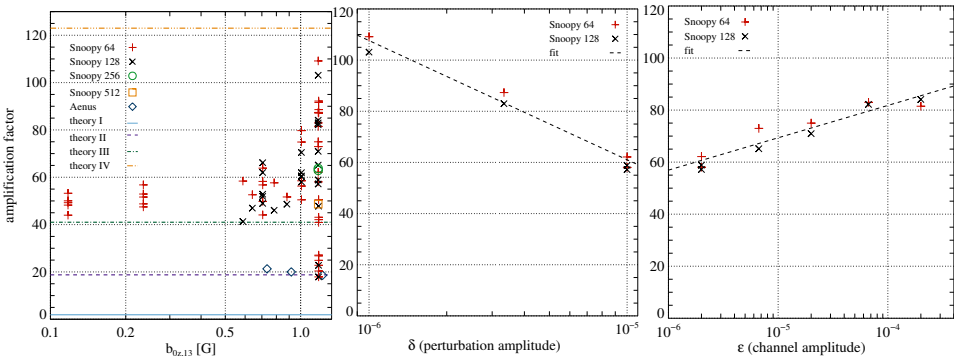 amplification factor
120
100
80
60
40
20
0
Snoopy 64
Snoopy 128
Snoopy 256
Snoopy 512
Aenus
theory I
theory II
theory III
theory IV
0.1
0.2
0.5
1.0
b0z,13 [G]
120
100
80
60
40
20
0
Snoopy 64
Snoopy 128
fit
10⁻⁶
10⁻⁵
δ (perturbation amplitude)
120
100
80
60
40
20
0
Snoopy 64
Snoopy 128
fit
10⁻⁶
10⁻⁵
10⁻⁴
ε (channel amplitude)